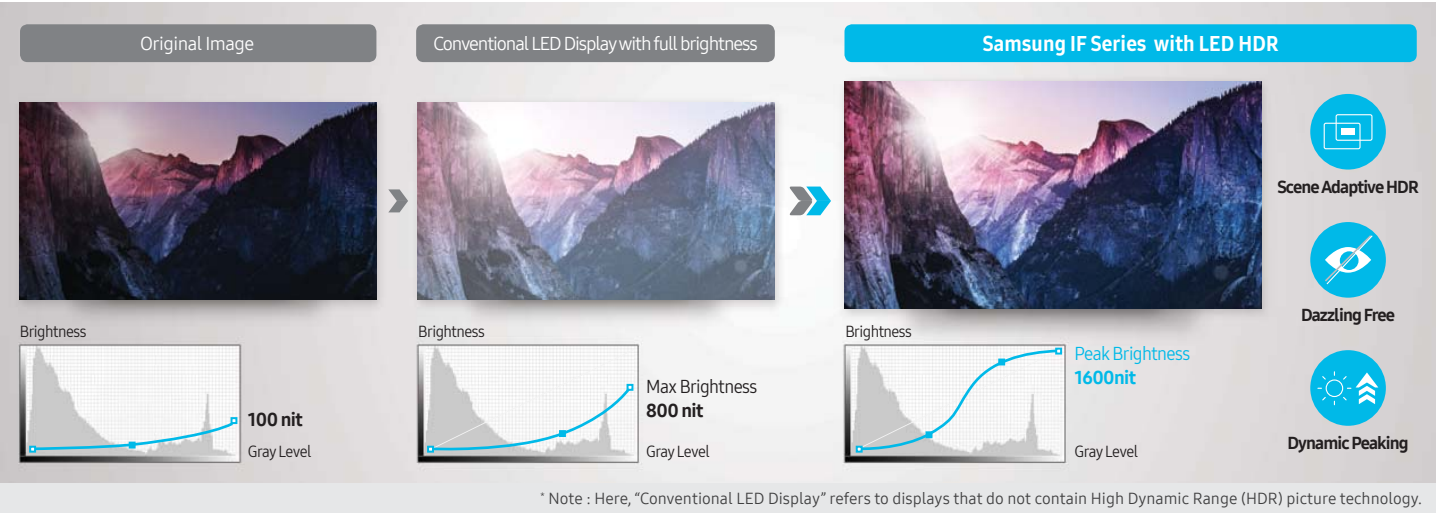 Original Image
Conventional LED Display with full brightness
Samsung IF Series with LED HDR
Scene Adaptive HDR
Dazzling Free
Dynamic Peaking
Brightness
100 nit
Gray Level
Brightness
Max Brightness
800 nit
Gray Level
Brightness
Peak Brightness
1600nit
Gray Level
* Note : Here, “Conventional LED Display” refers to displays that do not contain High Dynamic Range (HDR) picture technology.